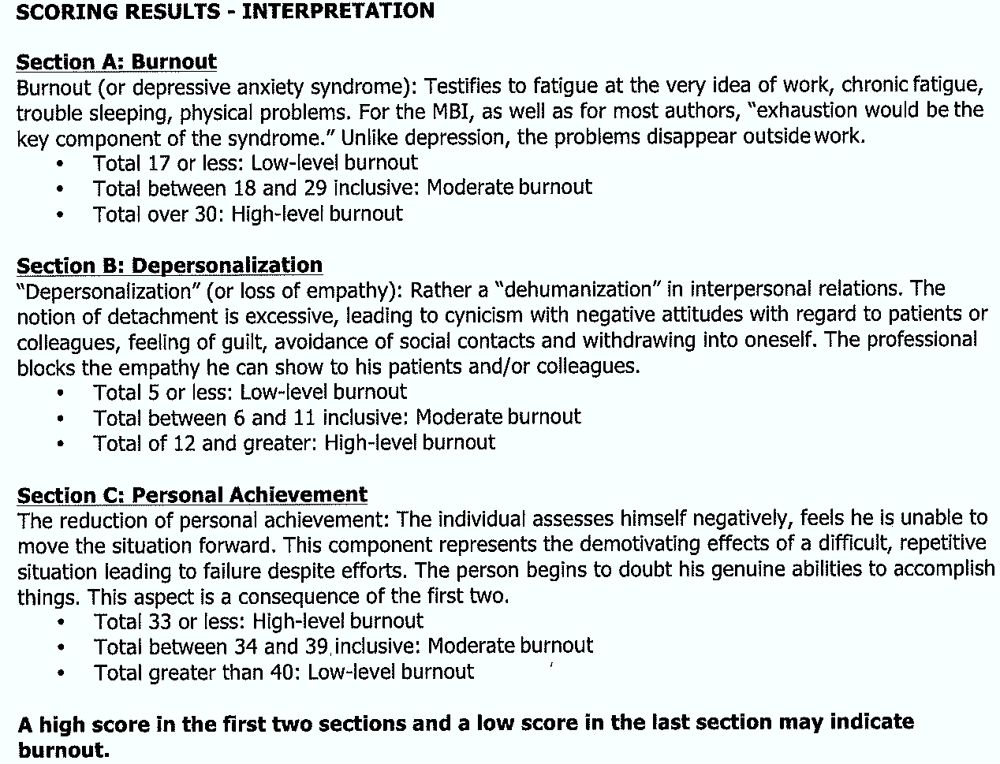 SCORING RESULTS - INTERPRETATION
Section A: Burnout
Burnout (or depressive anxiety syndrome): Testifies to fatigue at the very idea of work, chronic fatigue,
trouble sleeping, physical problems. For the MBI, as well as for most authors, "exhaustion would be the
key component of the syndrome." Unlike depression, the problems disappear outside work.
• Total 17 or less: Low-level burnout
• Total between 18 and 29 inclusive: Moderate burnout
• Total over 30: High-level burnout
Section B: Depersonalization
"Depersonalization" (or loss of empathy): Rather a "dehumanization" in interpersonal relations. The
notion of detachment is excessive, leading to cynicism with negative attitudes with regard to patients or
colleagues, feeling of guilt, avoidance of social contacts and withdrawing into oneself. The professional
blocks the empathy he can show to his patients and/or colleagues.
• Total 5 or less: Low-level burnout
• Total between 6 and 11 inclusive: Moderate burnout
• Total of 12 and greater: High-level burnout
Section C: Personal Achievement
The reduction of personal achievement: The individual assesses himself negatively, feels he is unable to
move the situation forward. This component represents the demotivating effects of a difficult, repetitive
situation leading to failure despite efforts. The person begins to doubt his genuine abilities to accomplish
things. This aspect is a consequence of the first two.
• Total 33 or less: High-level burnout
• Total between 34 and 39 inclusive: Moderate burnout
• Total greater than 40: Low-level burnout
A high score in the first two sections and a low score in the last section may indicate
burnout.